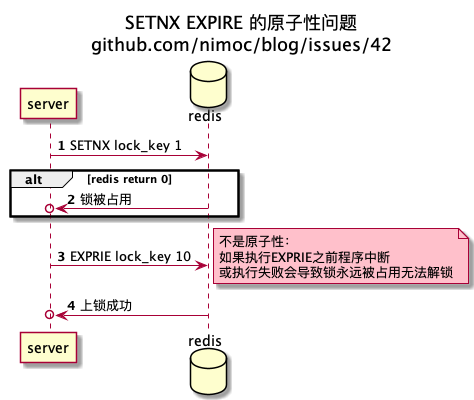 SETNX EXPIRE 的原子性问题
github.com/nimoc/blog/issues/42
server
redis
1 SETNX lock_key 1
alt [redis return 0]
2 锁被占用
不是原子性：
如果执行EXPRIE之前程序中断
或执行失败会导致锁永远被占用无法解锁
3 EXPRIE lock_key 10
4 上锁成功
server
redis